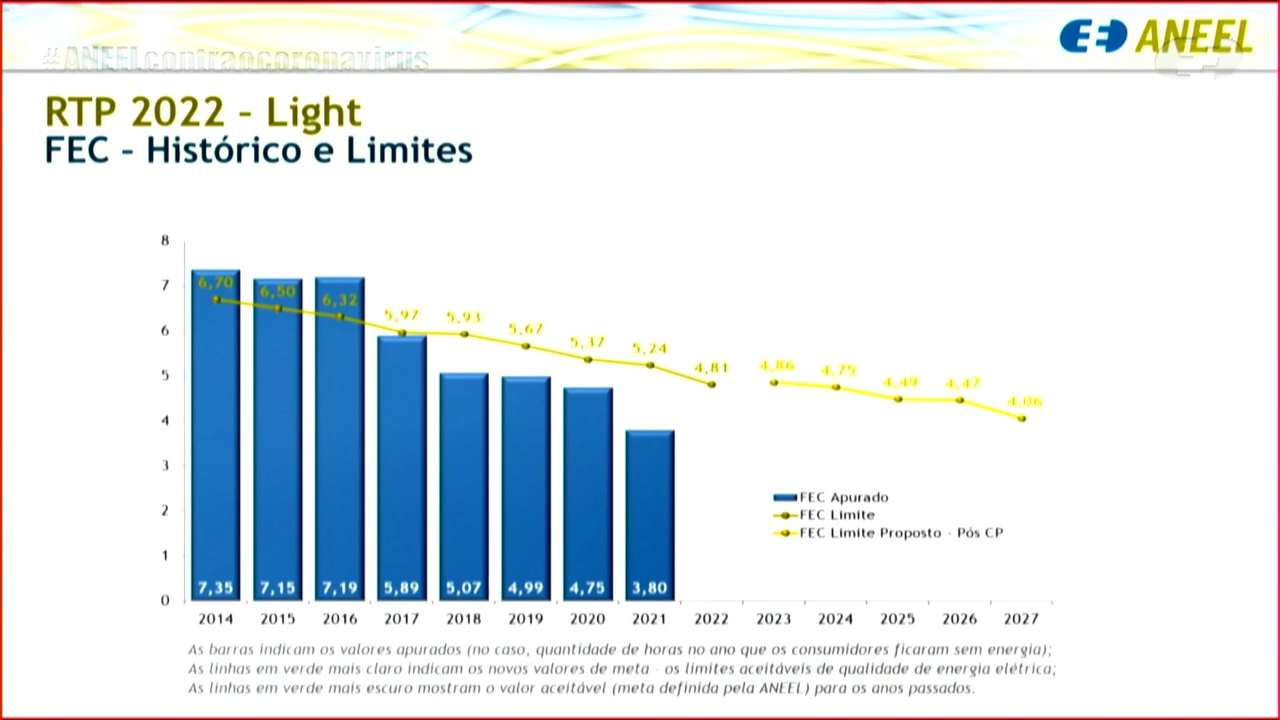 #ANEELcontraocoronavirus
ANEEL
RTP 2022 - Light
FEC - Histórico e Limites
8
7
6
5
4
3
2
1
0
6,70
6,50
6,32
5,97
5,93
5,67
5,37
5,24
4,81
4,86
4,75
4,49
4,47
4,06
FEC Apurado
FEC Limite
FEC Limite Proposto - Pós CP
7,35 7,15 7,19 5,89 5,07 4,99 4,75 3,80
2014 2015 2016 2017 2018 2019 2020 2021 2022 2023 2024 2025 2026 2027
As barras indicam os valores apurados (no caso, quantidade de horas no ano que os consumidores ficaram sem energia);
As linhas em verde mais claro indicam os novos valores de meta - os limites aceitáveis de qualidade de energia elétrica;
As linhas em verde mais escuro mostram o valor aceitável (meta definida pela ANEEL) para os anos passados.